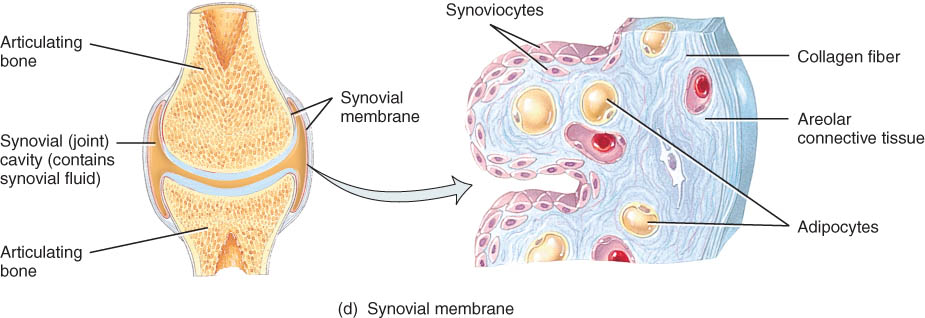 Articulating
bone
Synovial
membrane
Synovial (joint)
cavity (contains
synovial fluid)
Articulating
bone
Synoviocytes
Collagen fiber
Areolar
connective tissue
Adipocytes
(d) Synovial membrane